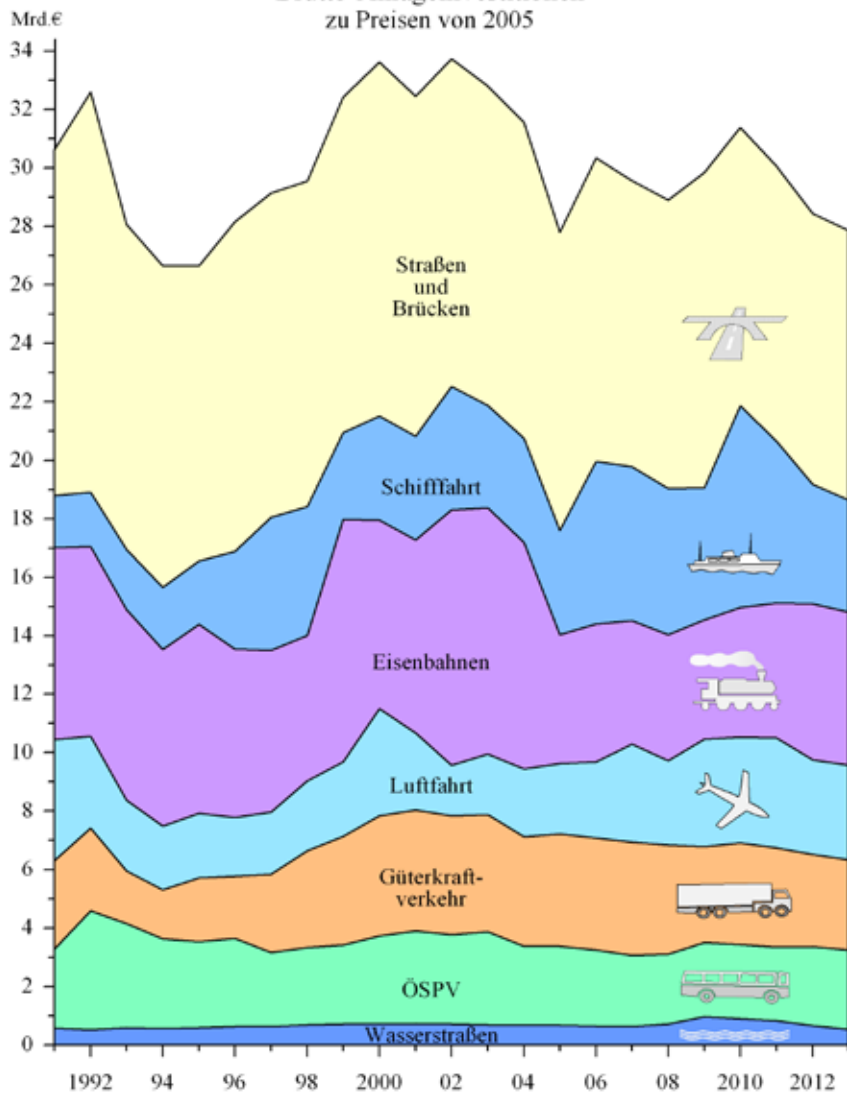 zu Preisen von 2005
Mrd.€
34
32
30
28
26
24
22
20
18
16
14
12
10
8
6
4
2
0
Straßen
und
Brücken
Schifffahrt
Eisenbahnen
Luftfahrt
Güterkraft-
verkehr
ÖSPV
Wasserstraßen
1992 94 96 98 2000 02 04 06 08 2010 2012